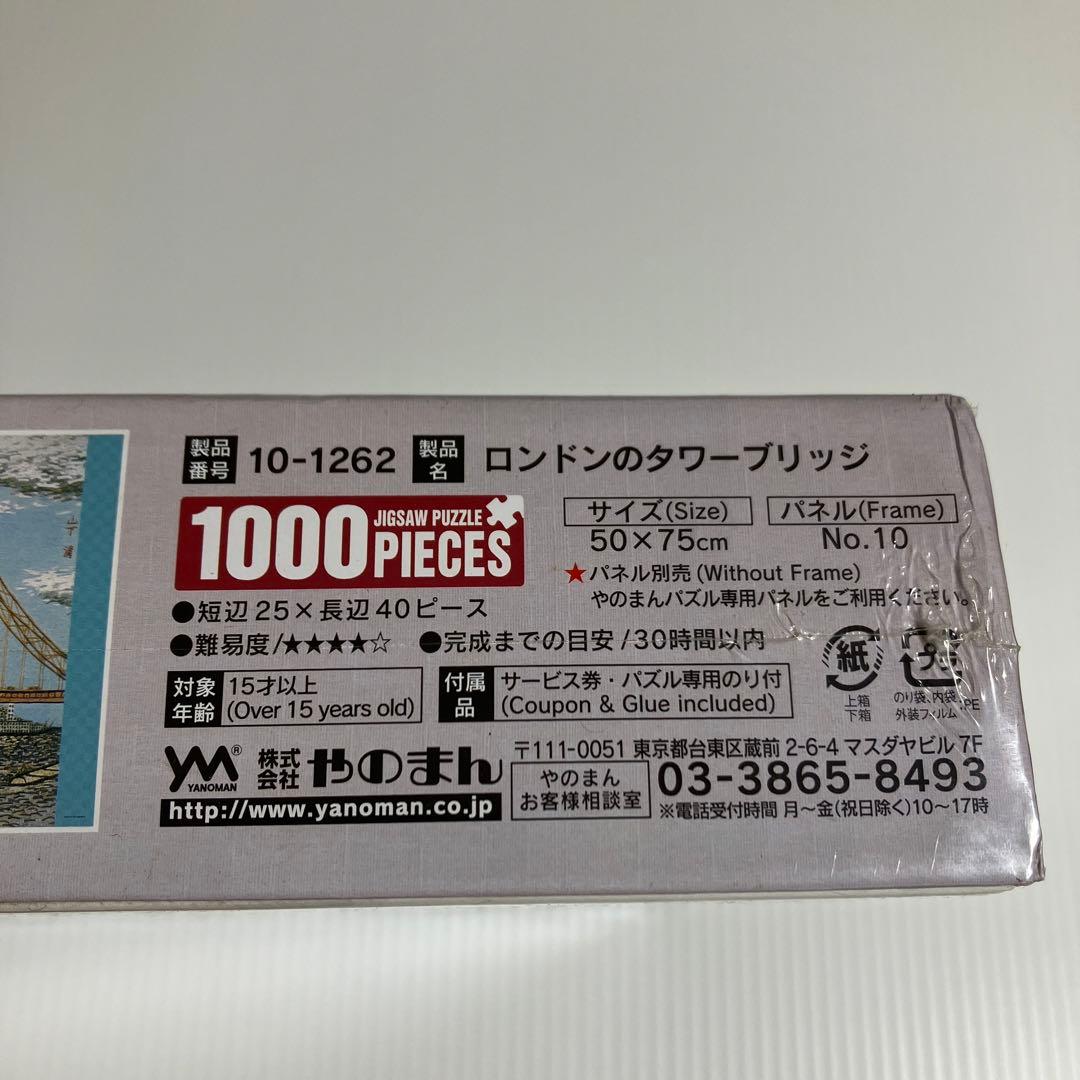 製品番号 10-1262 製品名 ロンドンのタワーブリッジ
1000 JIGSAW PUZZLE PIECES
サイズ(Size) パネル(Frame)
50×75cm No.10
★パネル別売(Without Frame)
やのまんパズル専用パネルをご利用ください。
●短辺25×長辺40ピース
●難易度/★★★★☆ ●完成までの目安/30時間以内
対象年齢 15才以上 (Over 15 years old)
付属品 サービス券・パズル専用のり付 (Coupon & Glue included)
紙 上箱 下箱
プラ のり袋、内袋、外装フィルム:PE
YM® YANOMAN 株式会社 やのまん
http://www.yanoman.co.jp
〒111-0051 東京都台東区蔵前2-6-4 マスダヤビル7F
やのまんお客様相談室 03-3865-8493
※電話受付時間 月〜金(祝日除く)10〜17時